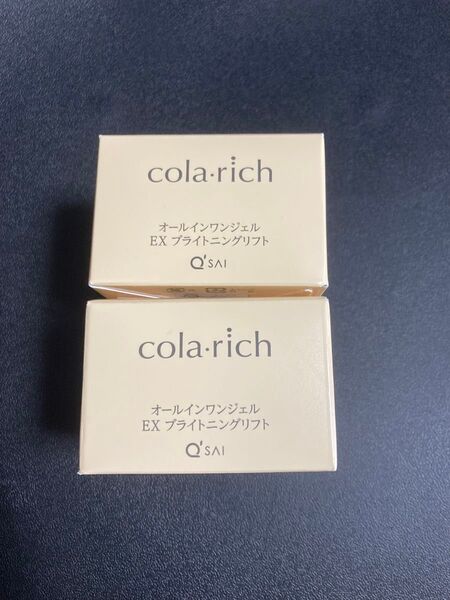 cola·rich
オールインワンジェル
EX ブライトニングリフト
Q'SAI
cola·rich
オールインワンジェル
EX ブライトニングリフト
Q'SAI